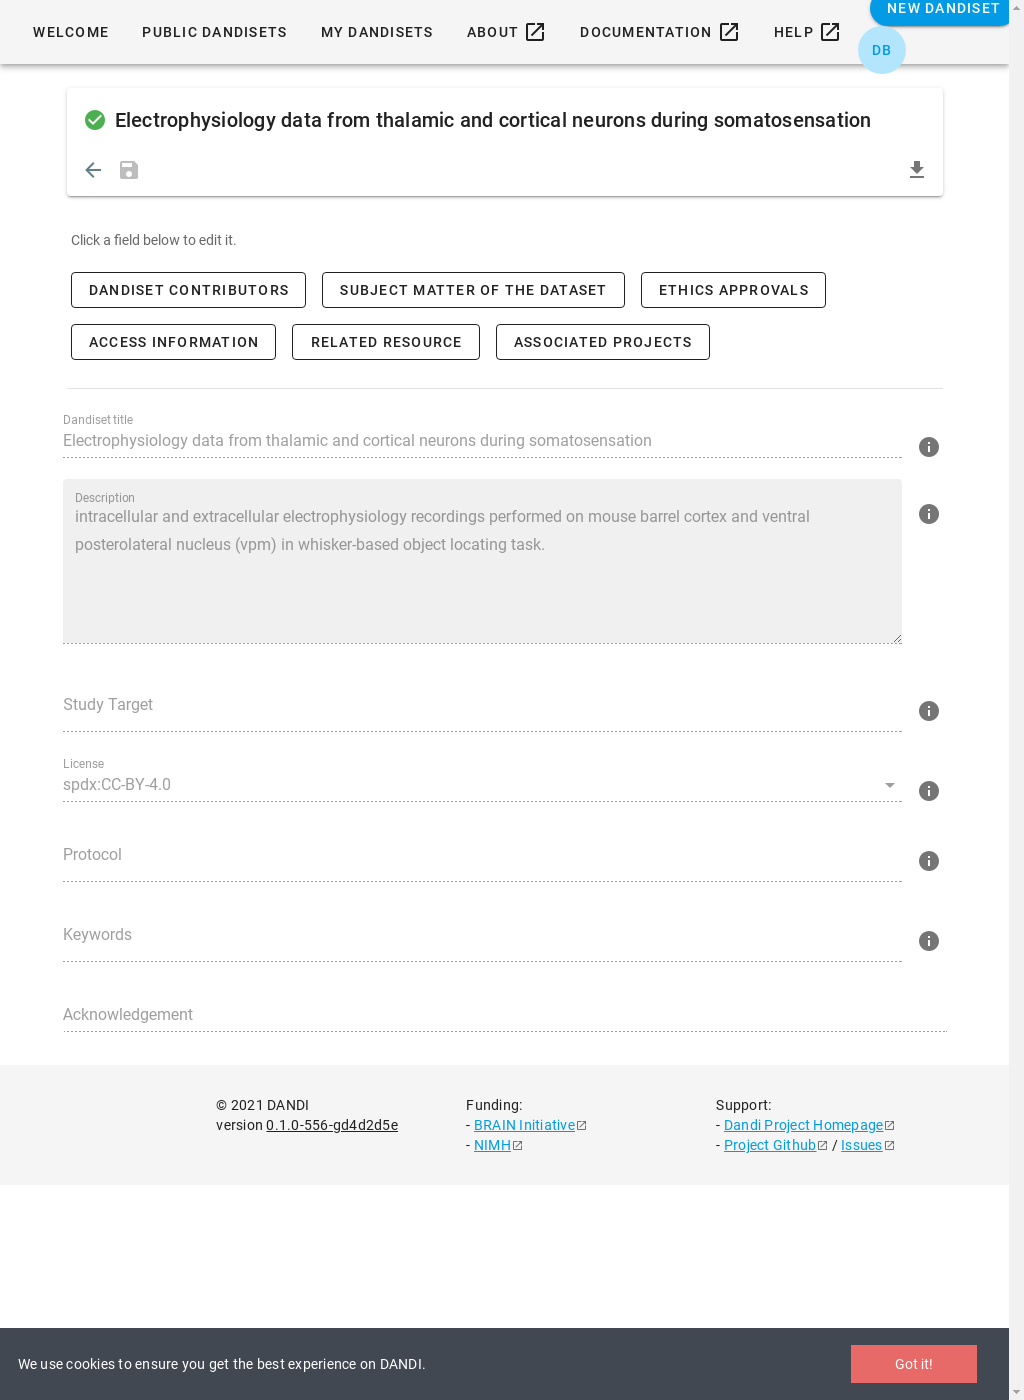 WELCOME PUBLIC DANDISETS MY DANDISETS ABOUT DOCUMENTATION HELP NEW DANDISET
DB
Electrophysiology data from thalamic and cortical neurons during somatosensation
Click a field below to edit it.
DANDISET CONTRIBUTORS SUBJECT MATTER OF THE DATASET ETHICS APPROVALS
ACCESS INFORMATION RELATED RESOURCE ASSOCIATED PROJECTS
Dandiset title
Electrophysiology data from thalamic and cortical neurons during somatosensation
Description
intracellular and extracellular electrophysiology recordings performed on mouse barrel cortex and ventral
posterolateral nucleus (vpm) in whisker-based object locating task.
Study Target
License
spdx:CC-BY-4.0
Protocol
Keywords
Acknowledgement
© 2021 DANDI
version 0.1.0-556-gd4d2d5e
Funding:
- BRAIN Initiative
- NIMH
Support:
- Dandi Project Homepage
- Project Github / Issues
We use cookies to ensure you get the best experience on DANDI.
Got it!